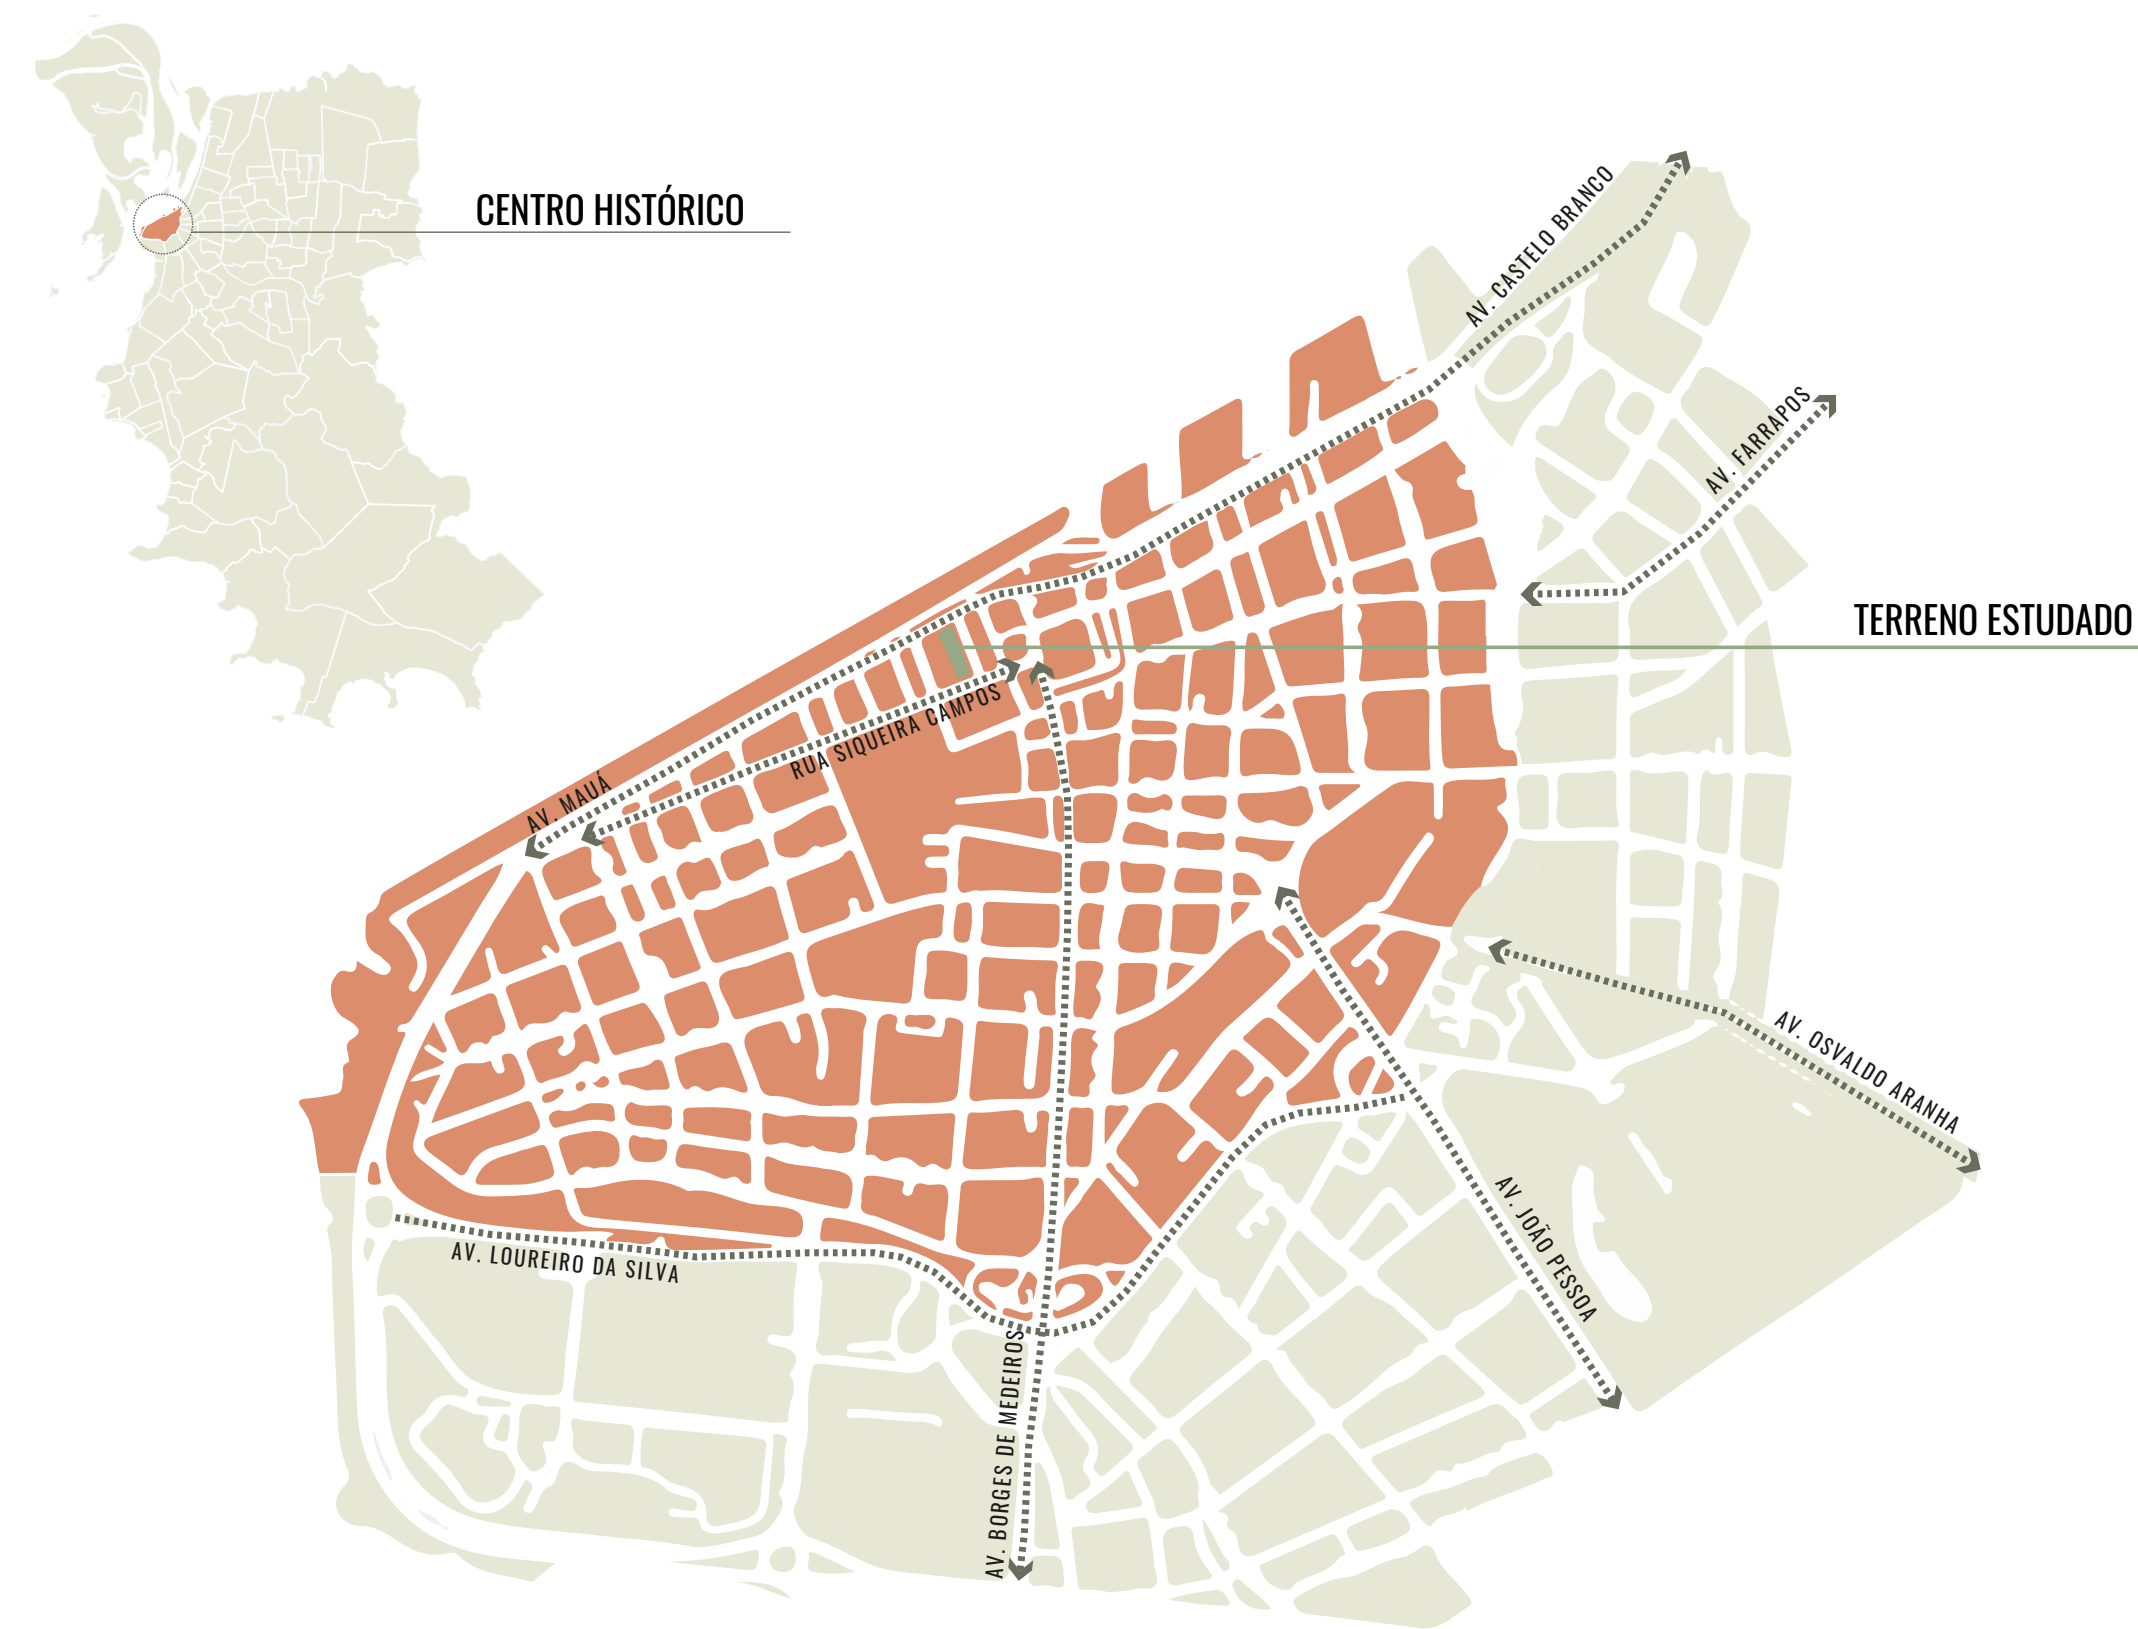 CENTRO HISTÓRICO
AV. CASTELO BRANCO
AV. FARRAPOS
TERRENO ESTUDADO
RUA SIQUEIRA CAMPOS
AV. MAUÁ
AV. OSVALDO ARANHA
AV. JOÃO PESSOA
AV. LOUREIRO DA SILVA
AV. BORGES DE MEDEIROS